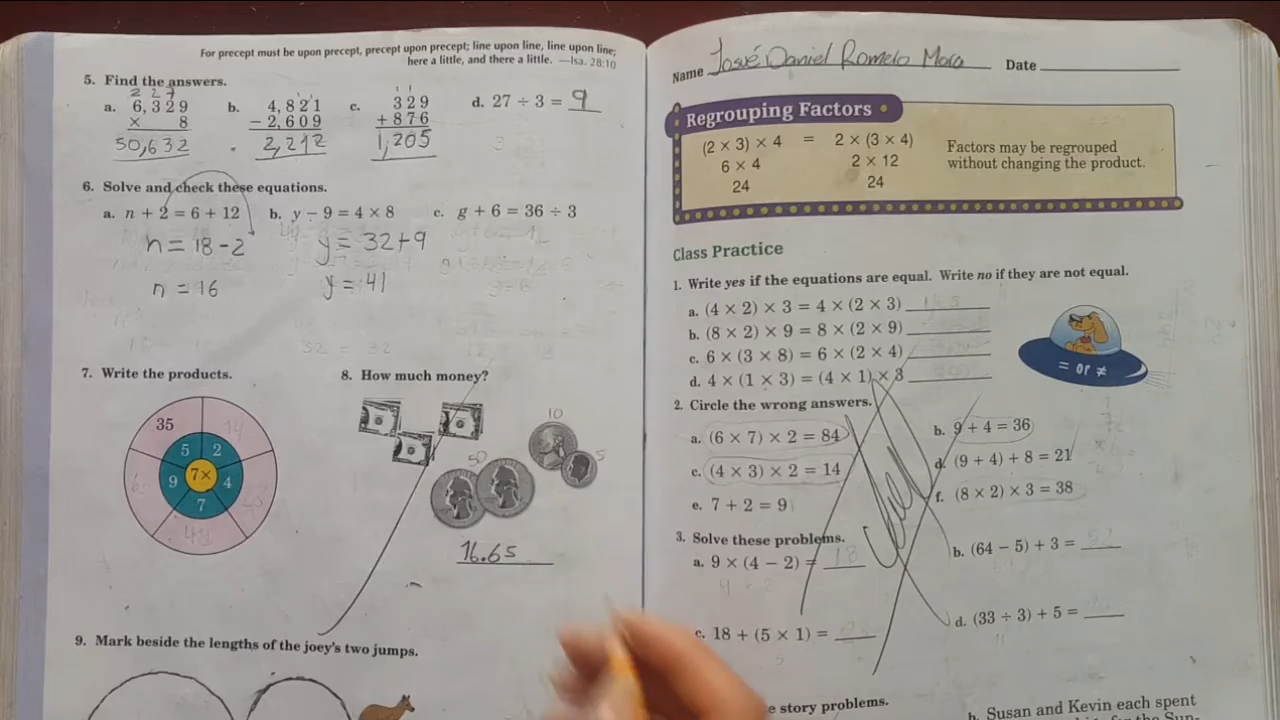 For precept must be upon precept, precept upon precept; line upon line, line upon line;
here a little, and there a little. —Isa. 28:10
5. Find the answers.
2 2 7
a. 6,329
× 8
50,632
b. 4,821
- 2,609
2,212
1 1
c. 329
+ 876
1,205
d. 27 ÷ 3 = 9
6. Solve and check these equations.
a. n + 2 = 6 + 12
n = 18 - 2
n = 16
b. y - 9 = 4 × 8
y = 32 + 9
y = 41
c. g + 6 = 36 ÷ 3
7. Write the products.
35 14
5 2
9 7× 4
7
8. How much money?
10
50 5
16.65
9. Mark beside the lengths of the joey's two jumps.
Name Josué Daniel Romelo Mora Date
Regrouping Factors
(2 × 3) × 4 = 2 × (3 × 4)
6 × 4 2 × 12
24 24
Factors may be regrouped
without changing the product.
Class Practice
1. Write yes if the equations are equal. Write no if they are not equal.
a. (4 × 2) × 3 = 4 × (2 × 3) yes
b. (8 × 2) × 9 = 8 × (2 × 9)
c. 6 × (3 × 8) = 6 × (2 × 4)
d. 4 × (1 × 3) = (4 × 1) × 3
= or ≠
2. Circle the wrong answers.
a. (6 × 7) × 2 = 84
b. 9 + 4 = 36
c. (4 × 3) × 2 = 14
d. (9 + 4) + 8 = 21
e. 7 + 2 = 9
f. (8 × 2) × 3 = 38
3. Solve these problems.
a. 9 × (4 - 2) = 18
b. (64 - 5) + 3 =
c. 18 + (5 × 1) =
d. (33 ÷ 3) + 5 =
e story problems.
b. Susan and Kevin each spent